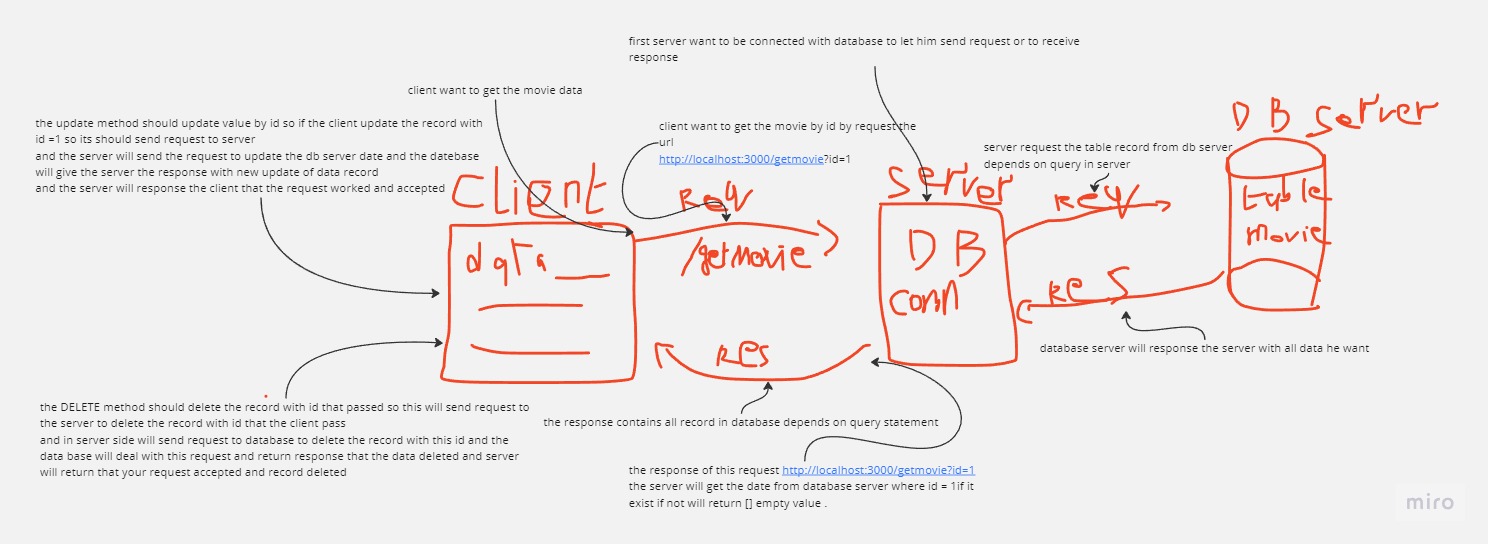 first server want to be connected with database to let him send request or to receive
response
client want to get the movie data
the update method should update value by id so if the client update the record with
id =1 so its should send request to server
and the server will send the request to update the db server date and the datebase
will give the server the response with new update of data record
and the server will response the client that the request worked and accepted
client want to get the movie by id by request the
url
http://localhost:3000/getmovie?id=1
server request the table record from db server
depends on query in server
DB Server
Client
Req
server
Req
table
Movie
data
/getMovie
DB
conn
Res
Res
database server will response the server with all data he want
the DELETE method should delete the record with id that passed so this will send request to
the server to delete the record with id that the client pass
and in server side will send request to database to delete the record with this id and the
data base will deal with this request and return response that the data deleted and server
will return that your request accepted and record deleted
the response contains all record in database depends on query statement
the response of this request http://localhost:3000/getmovie?id=1
the server will get the date from database server where id = 1if it
exist if not will return [] empty value .
miro